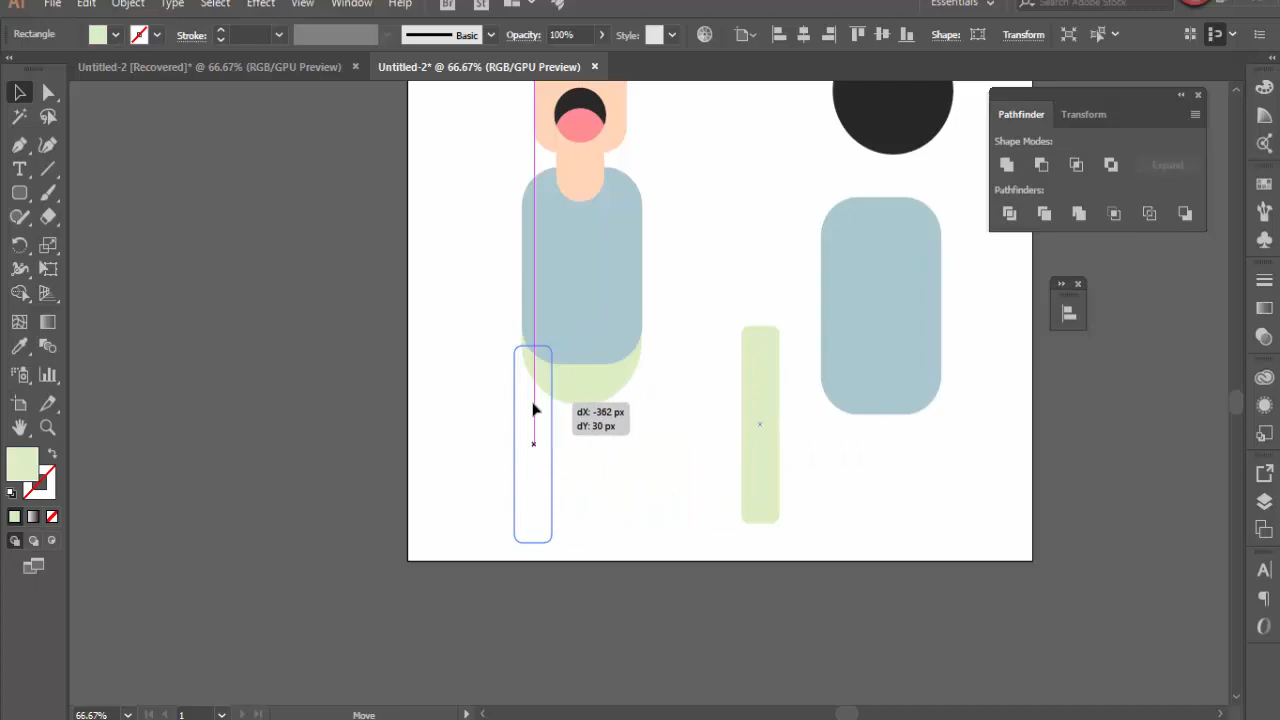 Ai File Edit Object Type Select Effect View Window Help Br St Essentials Search Adobe Stock
Rectangle Stroke: Basic Opacity: 100% Style: Shape: Transform
Untitled-2 [Recovered]* @ 66.67% (RGB/GPU Preview) × Untitled-2* @ 66.67% (RGB/GPU Preview) ×
Pathfinder Transform
Shape Modes:
Expand
Pathfinders:
dX: -362 px
dY: 30 px
66.67% 1 Move